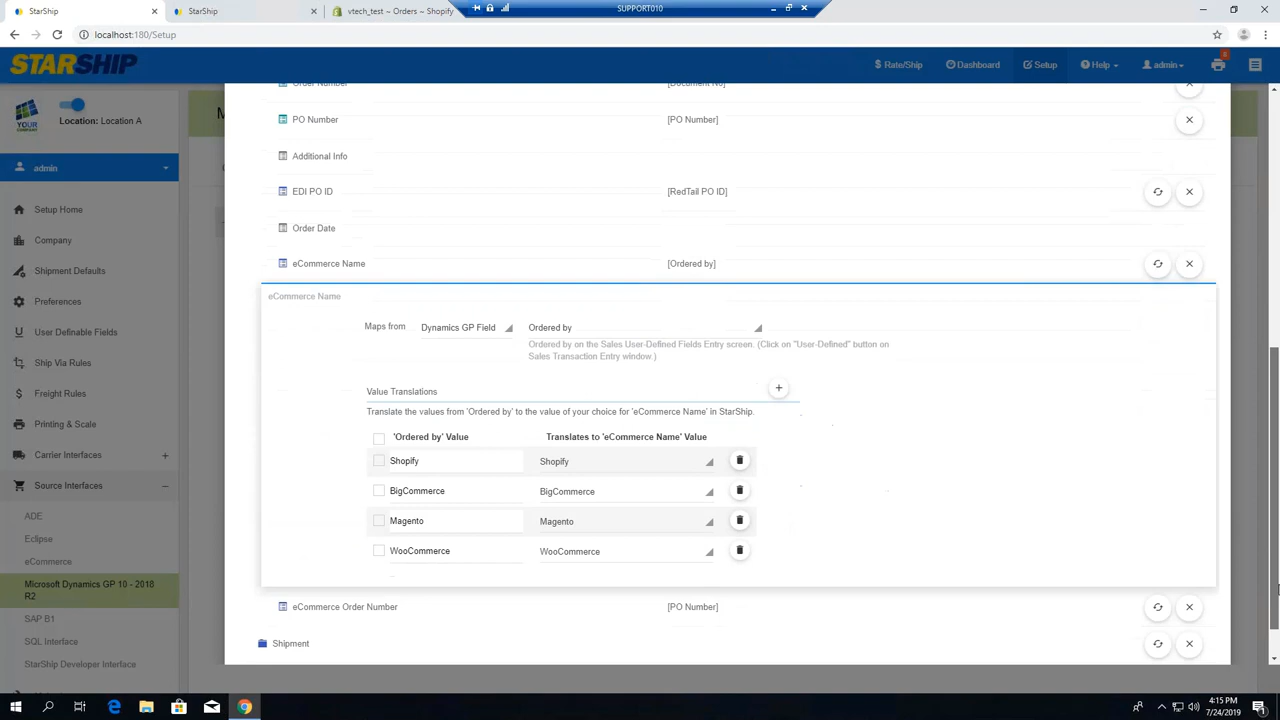 StarShip
StarShip
vtech_test ~ Orders ~ Shopify
SUPPORT010
localhost:180/Setup
STARSHIP
$ Rate/Ship
Dashboard
Setup
Help
admin
YOUR COMPANY
Location: Location A
admin
Setup Home
Company
Shipment Defaults
Preferences
User Definable Fields
Ship Via Rules
Freight Rules
Printing & Scale
Carrier Interfaces
Source Interfaces
ADE
Eclipse
eCommerce
Microsoft Dynamics GP 10 - 2018
R2
SAP B1
SQL Interface
StarShip Developer Interface
Order Number [Document No]
PO Number [PO Number]
Additional Info
EDI PO ID [RedTail PO ID]
Order Date
eCommerce Name [Ordered by]
eCommerce Name
Maps from Dynamics GP Field Ordered by
Ordered by on the Sales User-Defined Fields Entry screen. (Click on "User-Defined" button on
Sales Transaction Entry window.)
Value Translations
Translate the values from 'Ordered by' to the value of your choice for 'eCommerce Name' in StarShip.
'Ordered by' Value Translates to 'eCommerce Name' Value
Shopify Shopify
BigCommerce BigCommerce
Magento Magento
WooCommerce WooCommerce
eCommerce Order Number [PO Number]
Shipment
4:15 PM
7/24/2019